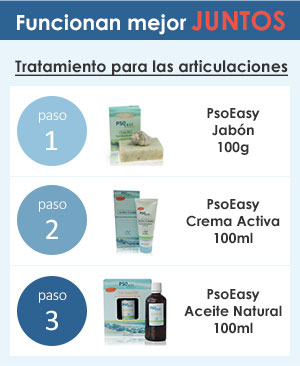 Funcionan mejor JUNTOS
Tratamiento para las articulaciones
paso
1
PsoEasy
Jabón
100g
paso
2
PsoEasy
Crema Activa
100ml
paso
3
PsoEasy
Aceite Natural
100ml